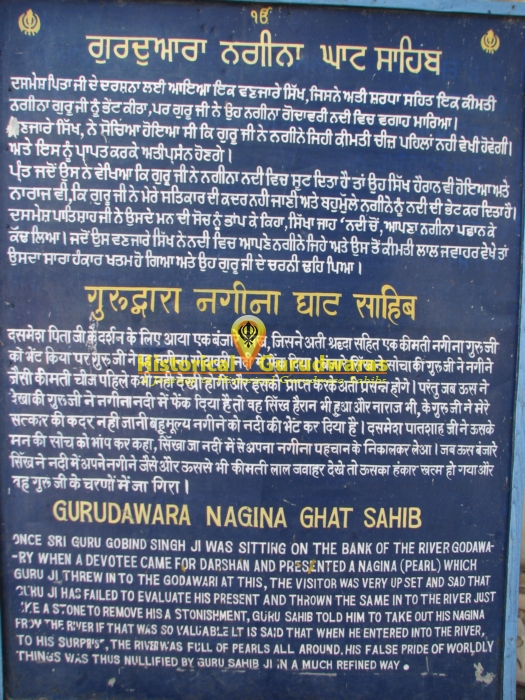 ੴ
ਗੁਰਦੁਆਰਾ ਨਗੀਨਾ ਘਾਟ ਸਾਹਿਬ
ਦਸਮੇਸ਼ ਪਿਤਾ ਜੀ ਦੇ ਦਰਸ਼ਨਾ ਲਈ ਆਇਆ ਇਕ ਵਣਜਾਰੇ ਸਿੱਖ, ਜਿਸਨੇ ਅਤੀ ਸ਼ਰਧਾ ਸਹਿਤ ਇਕ ਕੀਮਤੀ
ਨਗੀਨਾ ਗੁਰੂ ਜੀ ਨੂੰ ਭੇਂਟ ਕੀਤਾ, ਪਰ ਗੁਰੂ ਜੀ ਨੇ ਉਹ ਨਗੀਨਾ ਗੋਦਾਵਰੀ ਨਦੀ ਵਿਚ ਵਗਾਹ ਮਾਰਿਆ।
ਵਣਜਾਰੇ ਸਿੱਖ, ਨੇ ਸੋਚਿਆ ਹੋਇਆ ਸੀ ਕਿ ਗੁਰੂ ਜੀ ਨੇ ਨਗੀਨੇ ਜਿਹੀ ਕੀਮਤੀ ਚੀਜ਼ ਪਹਿਲਾਂ ਨਹੀ ਵੇਖੀ ਹੋਵੇਗੀ।
ਅਤੇ ਇਸ ਨੂੰ ਪ੍ਰਾਪਤ ਕਰਕੇ ਅਤੀਪ੍ਰਸੰਨ ਹੋਣਗੇ।
ਪ੍ਰੰਤੂ ਜਦੋਂ ਉਸ ਨੇ ਵੇਖਿਆ ਕਿ ਗੁਰੂ ਜੀ ਨੇ ਨਗੀਨਾ ਨਦੀ ਵਿਚ ਸੁਟ ਦਿਤਾ ਹੈ ਤਾਂ ਉਹ ਸਿੱਖ ਹੈਰਾਨ ਵੀ ਹੋਇਆ ਅਤੇ
ਨਾਰਾਜ ਵੀ, ਕਿ ਗੁਰੂ ਜੀ ਨੇ ਮੇਰੇ ਸਤਿਕਾਰ ਦੀ ਕਦਰ ਨਹੀ ਜਾਣੀ ਅਤੇ ਬਹੁਮੁੱਲੇ ਨਗੀਨੇ ਨੂੰ ਨਦੀ ਦੀ ਭੇਟ ਕਰ ਦਿਤਾ ਹੈ।
ਦਸਮੇਸ਼ ਪਾਤਿਸ਼ਾਹ ਜੀ ਨੇ ਉਸਦੇ ਮਨ ਦੀ ਸੋਚ ਨੂੰ ਭਾਂਪ ਕੇ ਕਿਹਾ, ਸਿੱਖਾ ਜਾਹ 'ਨਦੀ ਚੋਂ, ਆਪਣਾ ਨਗੀਨਾ ਪਛਾਨ ਕੇ
ਕੱਢ ਲਿਆ। ਜਦੋਂ ਉਸ ਵਣਜਾਰੇ ਸਿੱਖ ਨੇ ਨਦੀ ਵਿਚ ਆਪਣੇ ਨਗੀਨੇ ਜਿਹੇ ਅਤੇ ਉਸ ਤੋਂ ਕੀਮਤੀ ਲਾਲ ਜਵਾਹਰ ਵੇਖੇ ਤਾਂ
ਉਸਦਾ ਸਾਰਾ ਹੰਕਾਰ ਖਤਮ ਹੋ ਗਿਆ ਅਤੇ ਉਹ ਗੁਰੂ ਜੀ ਦੇ ਚਰਨੀ ਢਹਿ ਪਿਆ।
गुरुद्वारा नगीना घाट साहिब
दसमेश पिता जी के दर्शन के लिए आया एक बंजारा जिसने अती श्रध्दा सहित एक कीमती नगीना गुरु जी
को भेंट किया पर गुरु जी ने सिंख ने सोचा की गुरु जी ने नगीने
जैसी कीमती चीज पहिले कभी नही देखी होगी और इसको प्राप्त करके अती प्रसंन्न होंगे। परंतु जब ऊस ने
देखा की गुरु जी ने नगीना नदी में फेंक दिया है तो वह सिंख हैरान भी हुआ और नाराज भी, के गुरु जी ने मेरे
सत्कार की कदर नही जानी बहुमूल्य नगीने को नदी की भेंट कर दिया है। दसमेश पातशाह जी ने ऊसके
मन की सोच को भांप कर कहा, सिंखा जा नदी में से अपना नगीना पहचान के निकालकर लेआ। जब ऊस बंजारे
सिंख ने नदी में अपने नगीने जैसे और ऊससे भी कीमती लाल जवाहर देखे तो ऊसका हंकार खत्म हो गया और
वह गुरु जी के चरणों में जा गिरा।
Historical Gurudwaras
GURUDAWARA NAGINA GHAT SAHIB
ONCE SRI GURU GOBIND SINGH JI WAS SITTING ON THE BANK OF THE RIVER GODAWA-
-RY WHEN A DEVOTEE CAME FOR DARSHAN AND PRESENTED A NAGINA (PEARL) WHICH
GURU JI THREW IN TO THE GODAWARI AT THIS, THE VISITOR WAS VERY UP SET AND SAD THAT
GURU JI HAS FAILED TO EVALUATE HIS PRESENT AND THROWN THE SAME IN TO THE RIVER JUST
LIKE A STONE TO REMOVE HIS A STONISHMENT, GURU SAHIB TOLD HIM TO TAKE OUT HIS NAGINA
FROM THE RIVER IF THAT WAS SO VALUABLE I.T IS SAID THAT WHEN HE ENTERED INTO THE RIVER,
TO HIS SURPRIS", THE RIVER WAS FULL OF PEARLS ALL AROUND. HIS FALSE PRIDE OF WORLDLY
THINGS WAS THUS NULLIFIED BY GURU SAHIB JI IN A MUCH REFINED WAY.